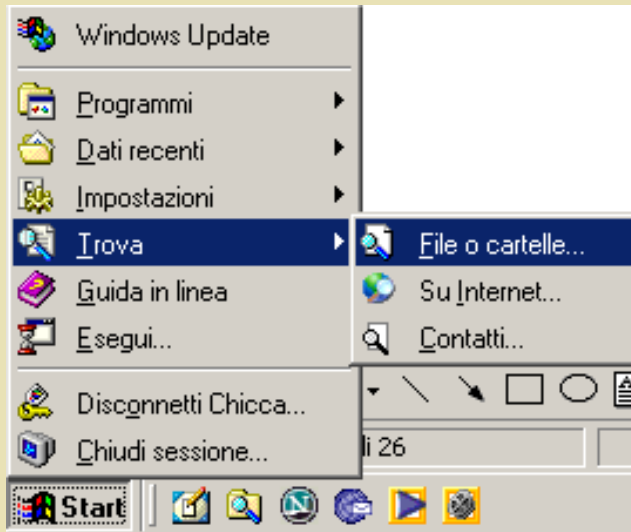 Windows Update
Programmi
Dati recenti
Impostazioni
Trova
File o cartelle...
Guida in linea
Su Internet...
Esegui...
Contatti...
Disconnetti Chicca...
Chiudi sessione...
26
Start